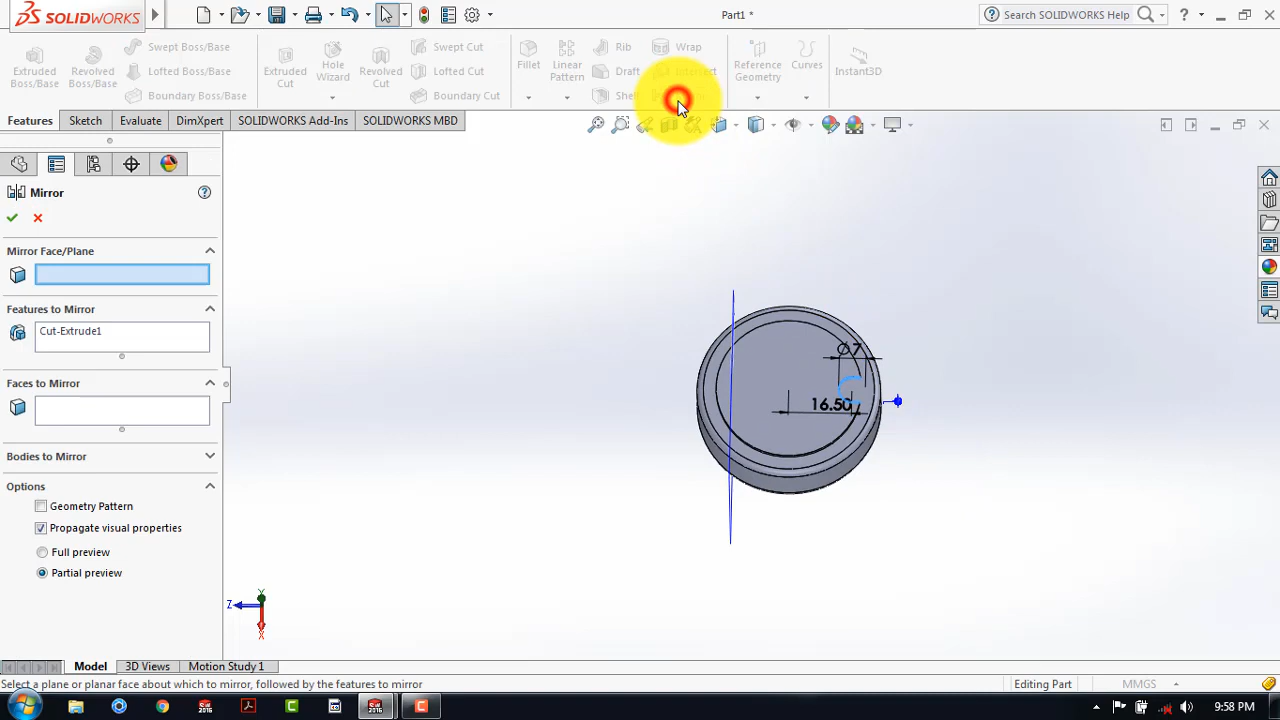 SOLIDWORKS
Part1 *
Search SOLIDWORKS Help
?
Extruded Boss/Base
Revolved Boss/Base
Swept Boss/Base
Lofted Boss/Base
Boundary Boss/Base
Extruded Cut
Hole Wizard
Revolved Cut
Swept Cut
Lofted Cut
Boundary Cut
Fillet
Linear Pattern
Rib
Draft
Shell
Wrap
Intersect
Reference Geometry
Curves
Instant3D
Features
Sketch
Evaluate
DimXpert
SOLIDWORKS Add-Ins
SOLIDWORKS MBD
Mirror
Mirror Face/Plane
Features to Mirror
Cut-Extrude1
Faces to Mirror
Bodies to Mirror
Options
Geometry Pattern
Propagate visual properties
Full preview
Partial preview
Ø7
16.50
Y
Z
X
Model
3D Views
Motion Study 1
Select a plane or planar face about which to mirror, followed by the features to mirror
Editing Part
MMGS
9:58 PM